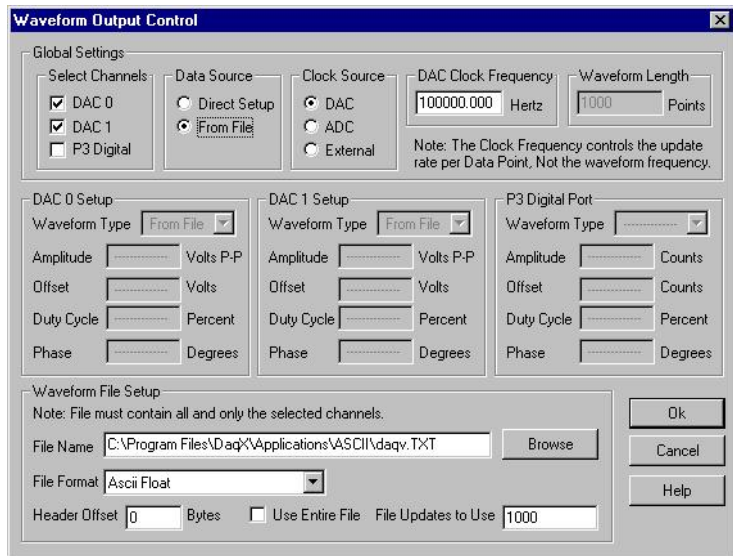 Waveform Output Control
Global Settings
Select Channels
DAC 0
DAC 1
P3 Digital
Data Source
Direct Setup
From File
Clock Source
DAC
ADC
External
DAC Clock Frequency
100000.000 Hertz
Waveform Length
1000 Points
Note: The Clock Frequency controls the update
rate per Data Point, Not the waveform frequency.
DAC 0 Setup
Waveform Type From File
Amplitude ------------- Volts P-P
Offset ------------- Volts
Duty Cycle ------------- Percent
Phase ------------- Degrees
DAC 1 Setup
Waveform Type From File
Amplitude ------------- Volts P-P
Offset ------------- Volts
Duty Cycle ------------- Percent
Phase ------------- Degrees
P3 Digital Port
Waveform Type -------------
Amplitude ------------- Counts
Offset ------------- Counts
Duty Cycle ------------- Percent
Phase ------------- Degrees
Waveform File Setup
Note: File must contain all and only the selected channels.
File Name C:\Program Files\DaqX\Applications\ASCII\daqv.TXT Browse
File Format Ascii Float
Header Offset 0 Bytes Use Entire File File Updates to Use 1000
Ok
Cancel
Help